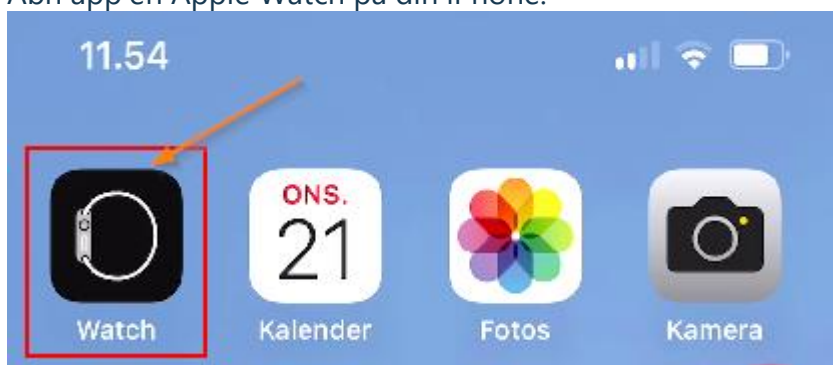 Åbn app'en Apple Watch på din iPhone.
11.54
ONS.
21
Watch Kalender Fotos Kamera